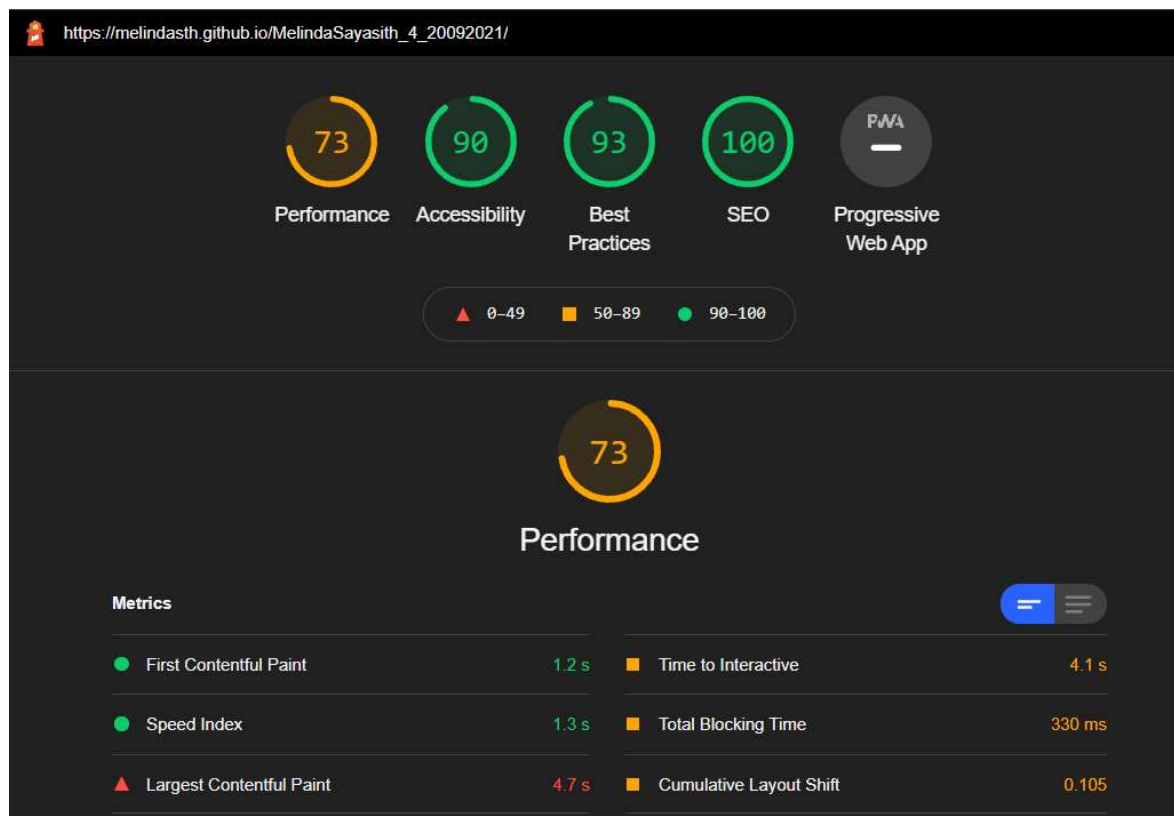 https://melindasth.github.io/MelindaSayasith_4_20092021/
73 90 93 100 PWA
Performance Accessibility Best Practices SEO Progressive Web App
0–49 50–89 90–100
73
Performance
Metrics
First Contentful Paint 1.2 s
Time to Interactive 4.1 s
Speed Index 1.3 s
Total Blocking Time 330 ms
Largest Contentful Paint 4.7 s
Cumulative Layout Shift 0.105